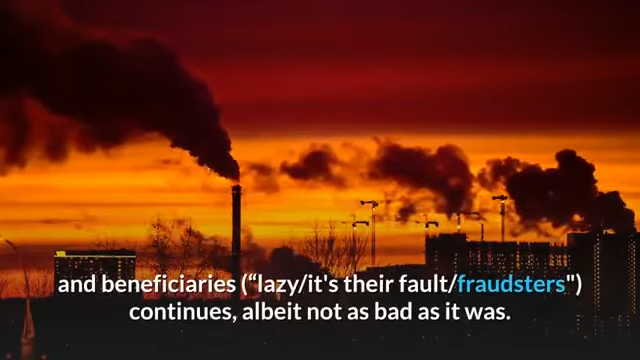 and beneficiaries (“lazy/it's their fault/fraudsters")
continues, albeit not as bad as it was.